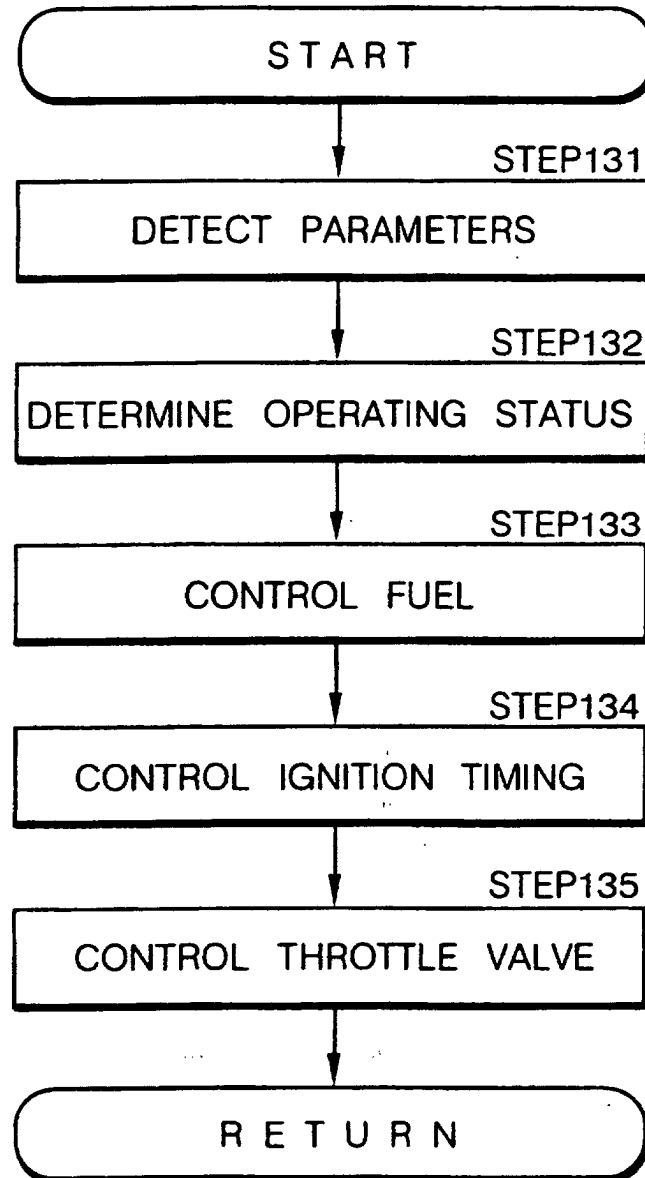 START
STEP131
DETECT PARAMETERS
STEP132
DETERMINE OPERATING STATUS
STEP133
CONTROL FUEL
STEP134
CONTROL IGNITION TIMING
STEP135
CONTROL THROTTLE VALVE
RETURN